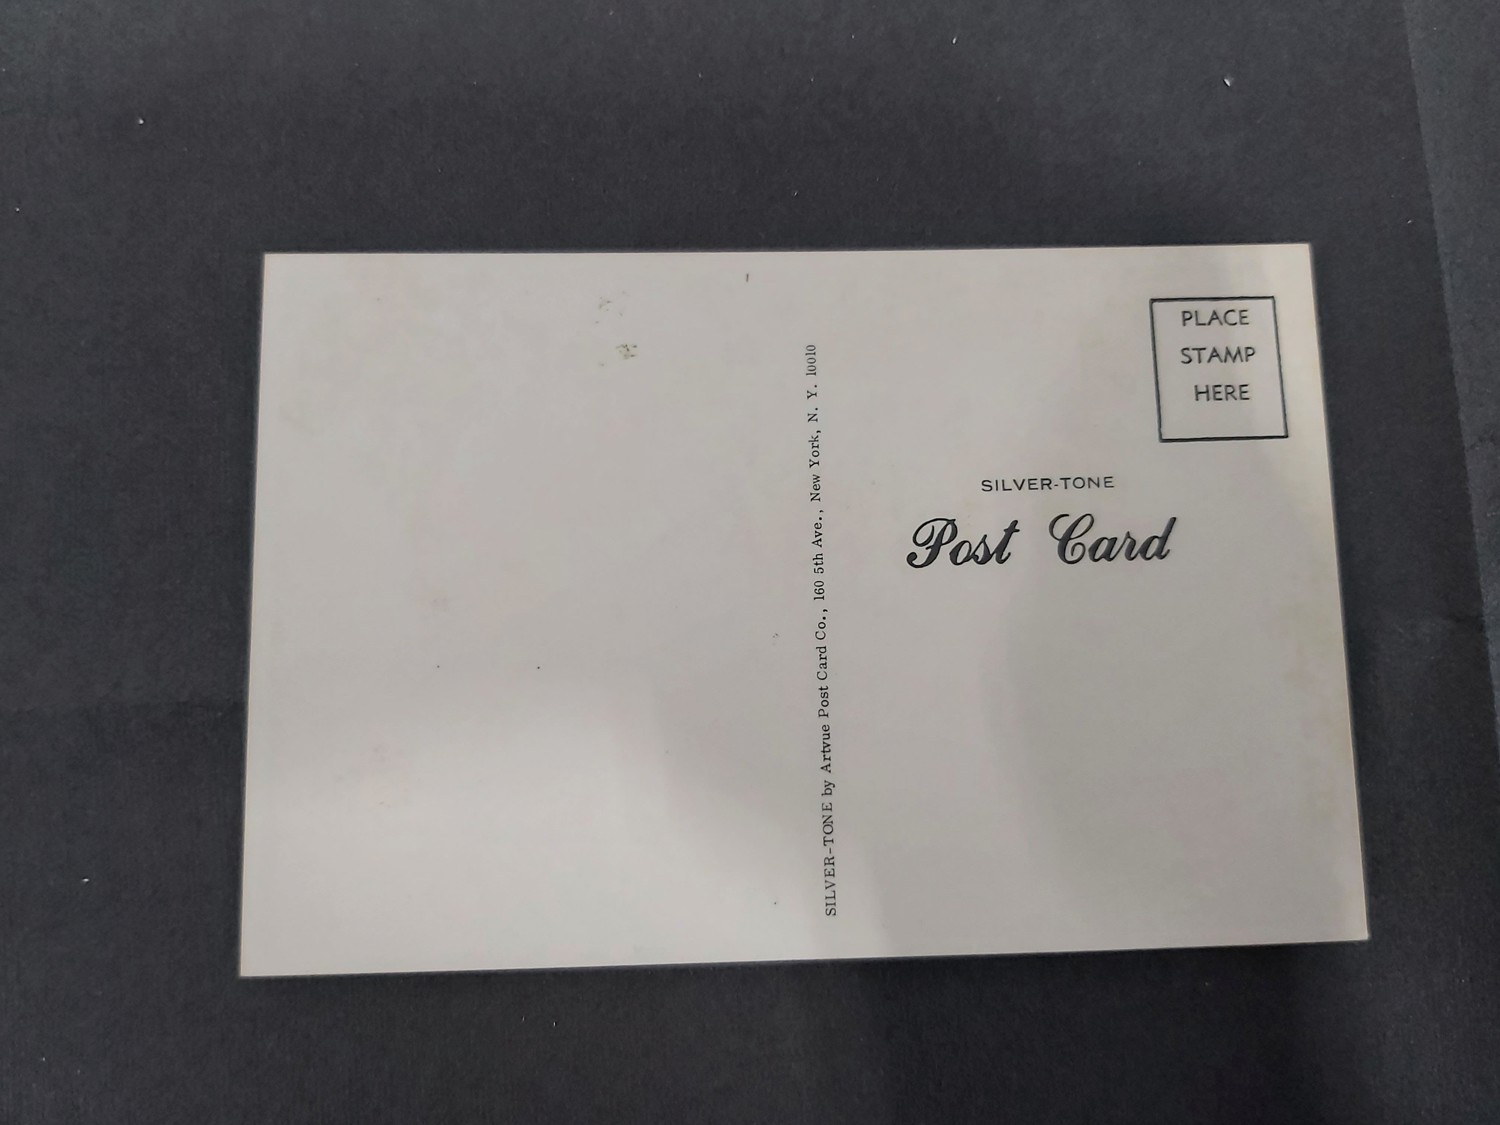 PLACE
STAMP
HERE
SILVER-TONE
Post Card
SILVER-TONE by Artvue Post Card Co., 160 5th Ave., New York, N. Y. 10010